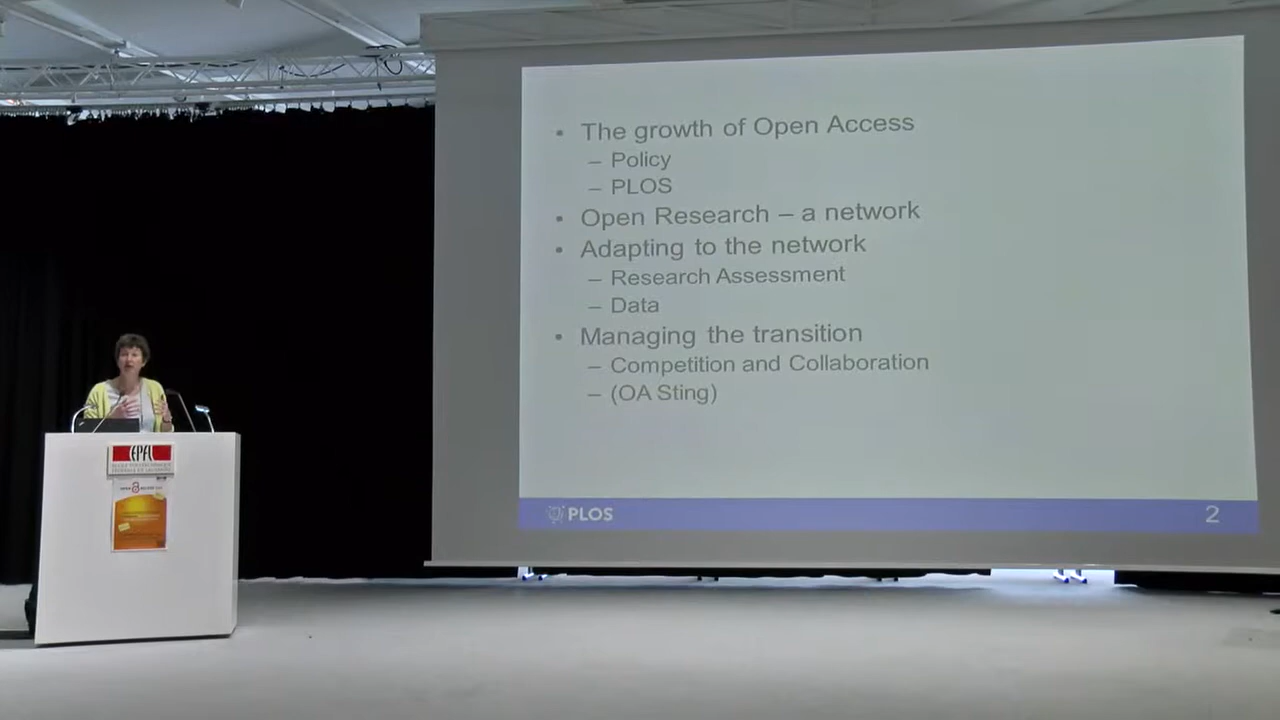 • The growth of Open Access
– Policy
– PLOS
• Open Research – a network
• Adapting to the network
– Research Assessment
– Data
• Managing the transition
– Competition and Collaboration
– (OA Sting)
PLOS
2
EPFL